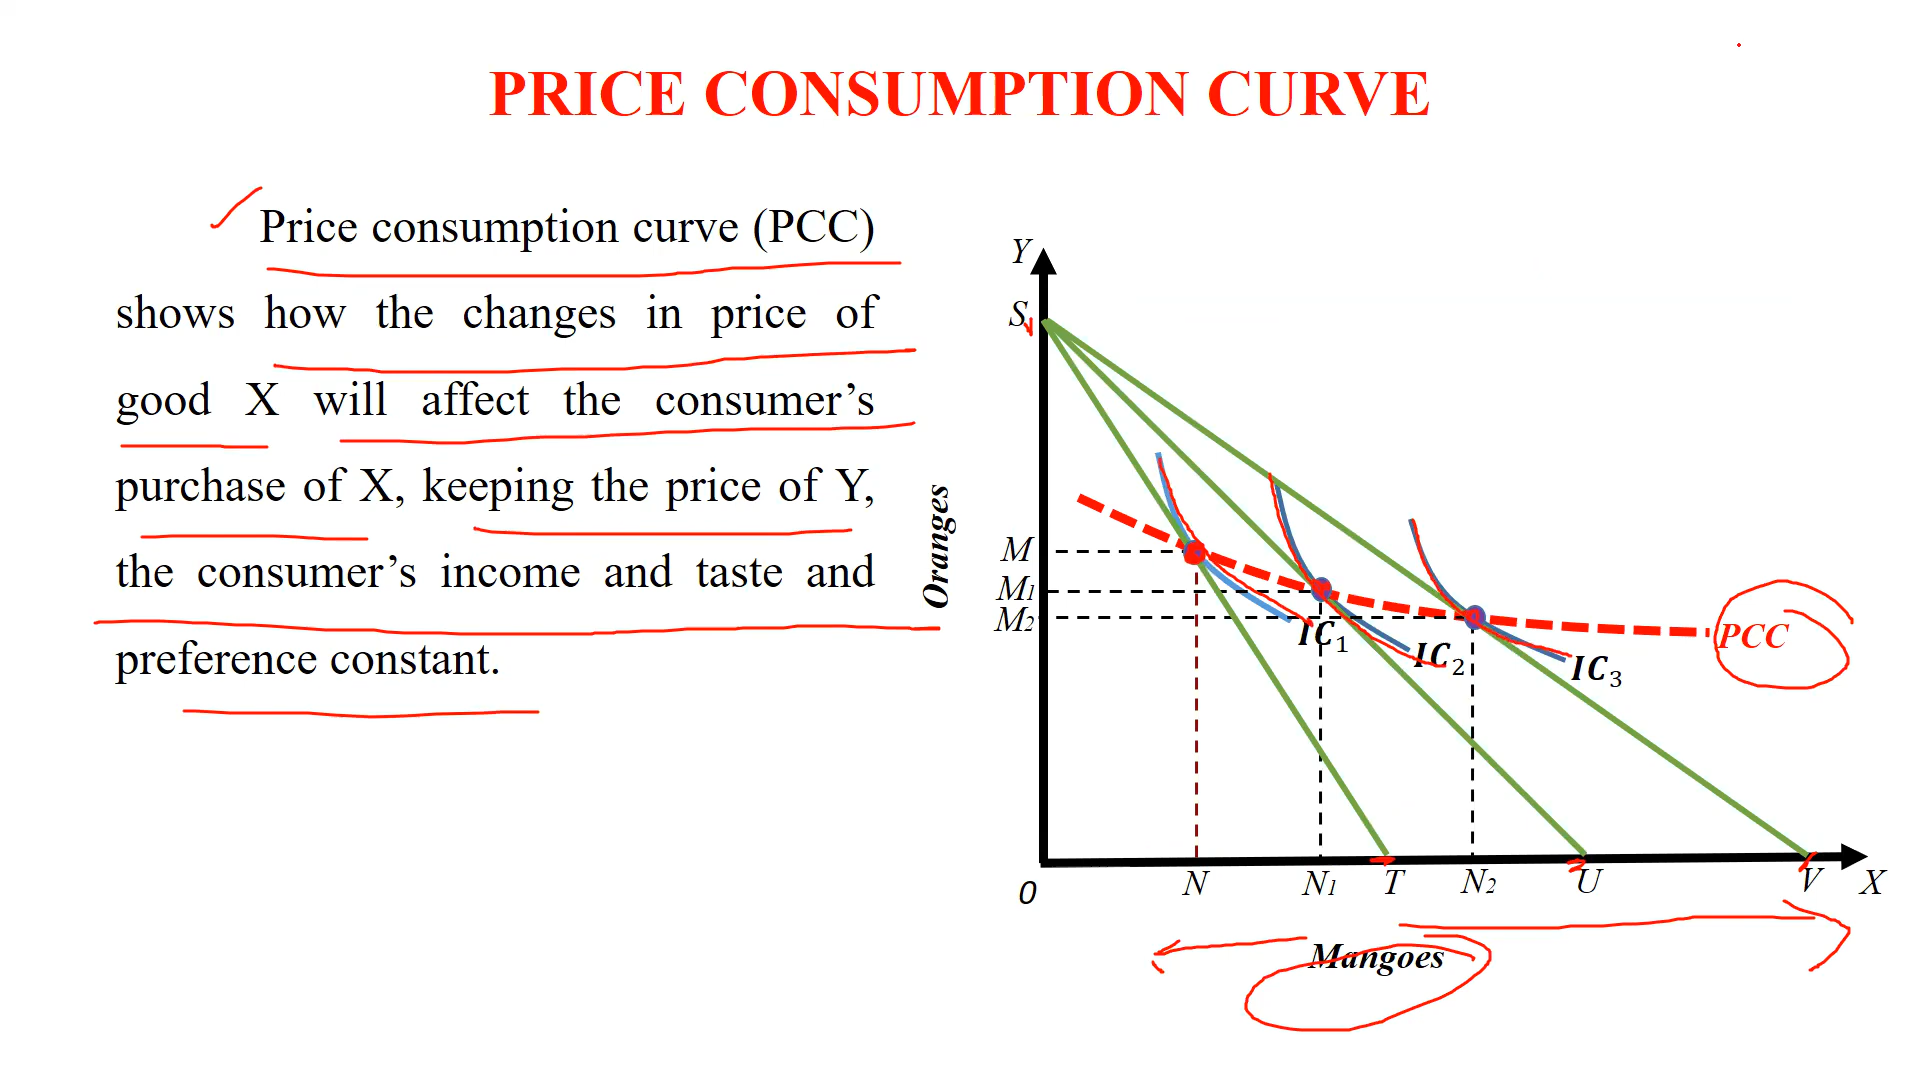 PRICE CONSUMPTION CURVE
Price consumption curve (PCC)
shows how the changes in price of
good X will affect the consumer’s
purchase of X, keeping the price of Y,
the consumer’s income and taste and
preference constant.
Y
S
Oranges
M
M1
M2
IC1
IC2
IC3
PCC
0
N
N1
T
N2
U
V
X
Mangoes